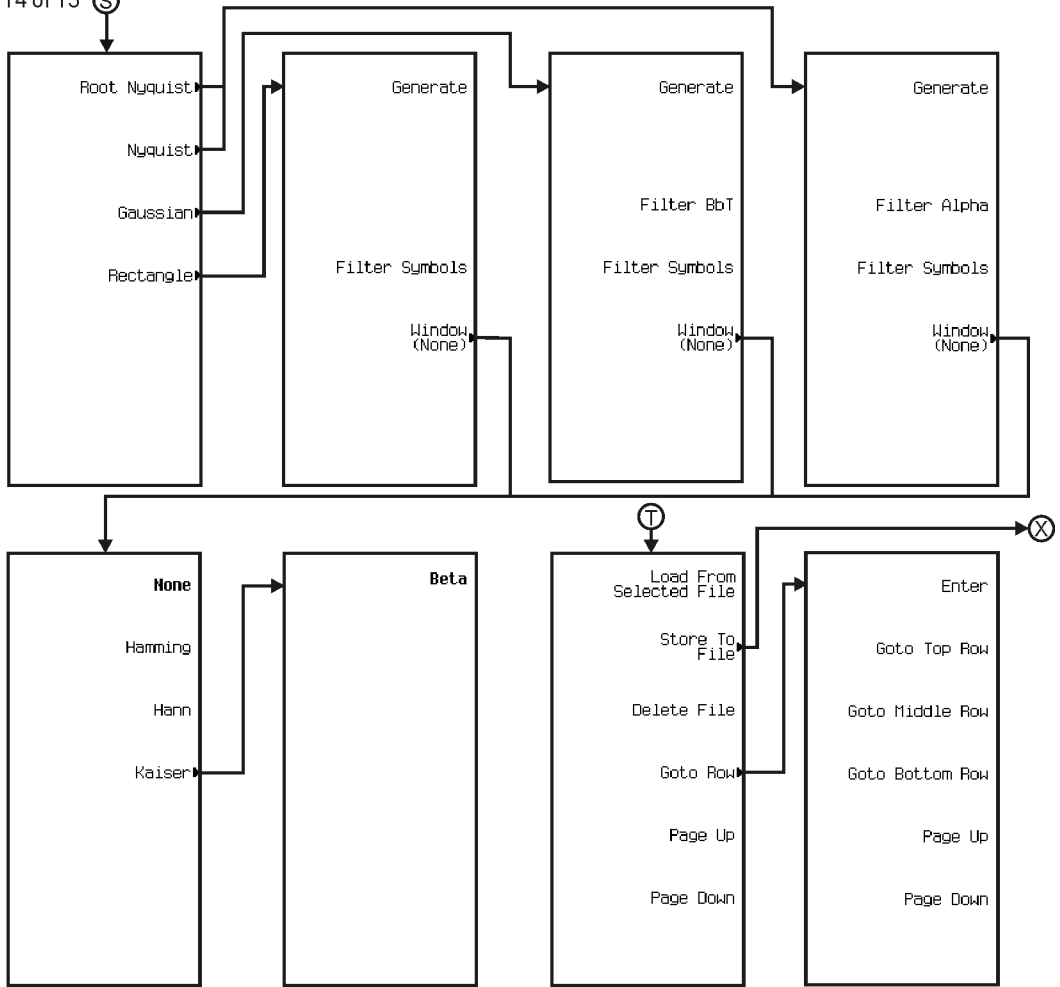 14 of 15 S
Root Nyquist
Nyquist
Gaussian
Rectangle
Generate
Filter Symbols
Window
(None)
Generate
Filter BbT
Filter Symbols
Window
(None)
Generate
Filter Alpha
Filter Symbols
Window
(None)
None
Hamming
Hann
Kaiser
Beta
T
Load From
Selected File
Store To
File
Delete File
Goto Row
Page Up
Page Down
X
Enter
Goto Top Row
Goto Middle Row
Goto Bottom Row
Page Up
Page Down